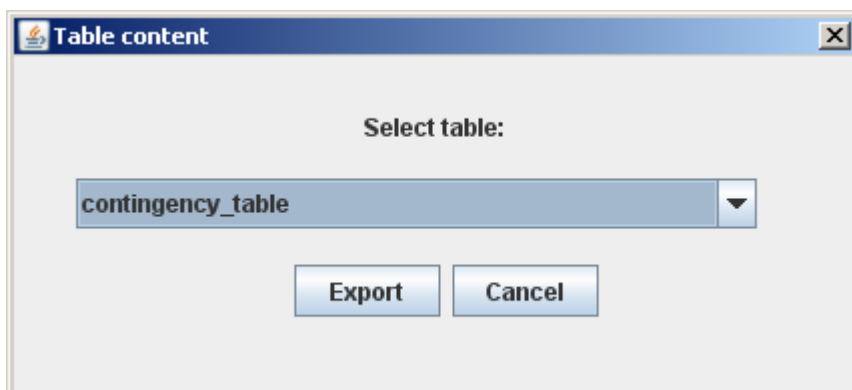 Table content
Select table:
contingency_table
Export Cancel